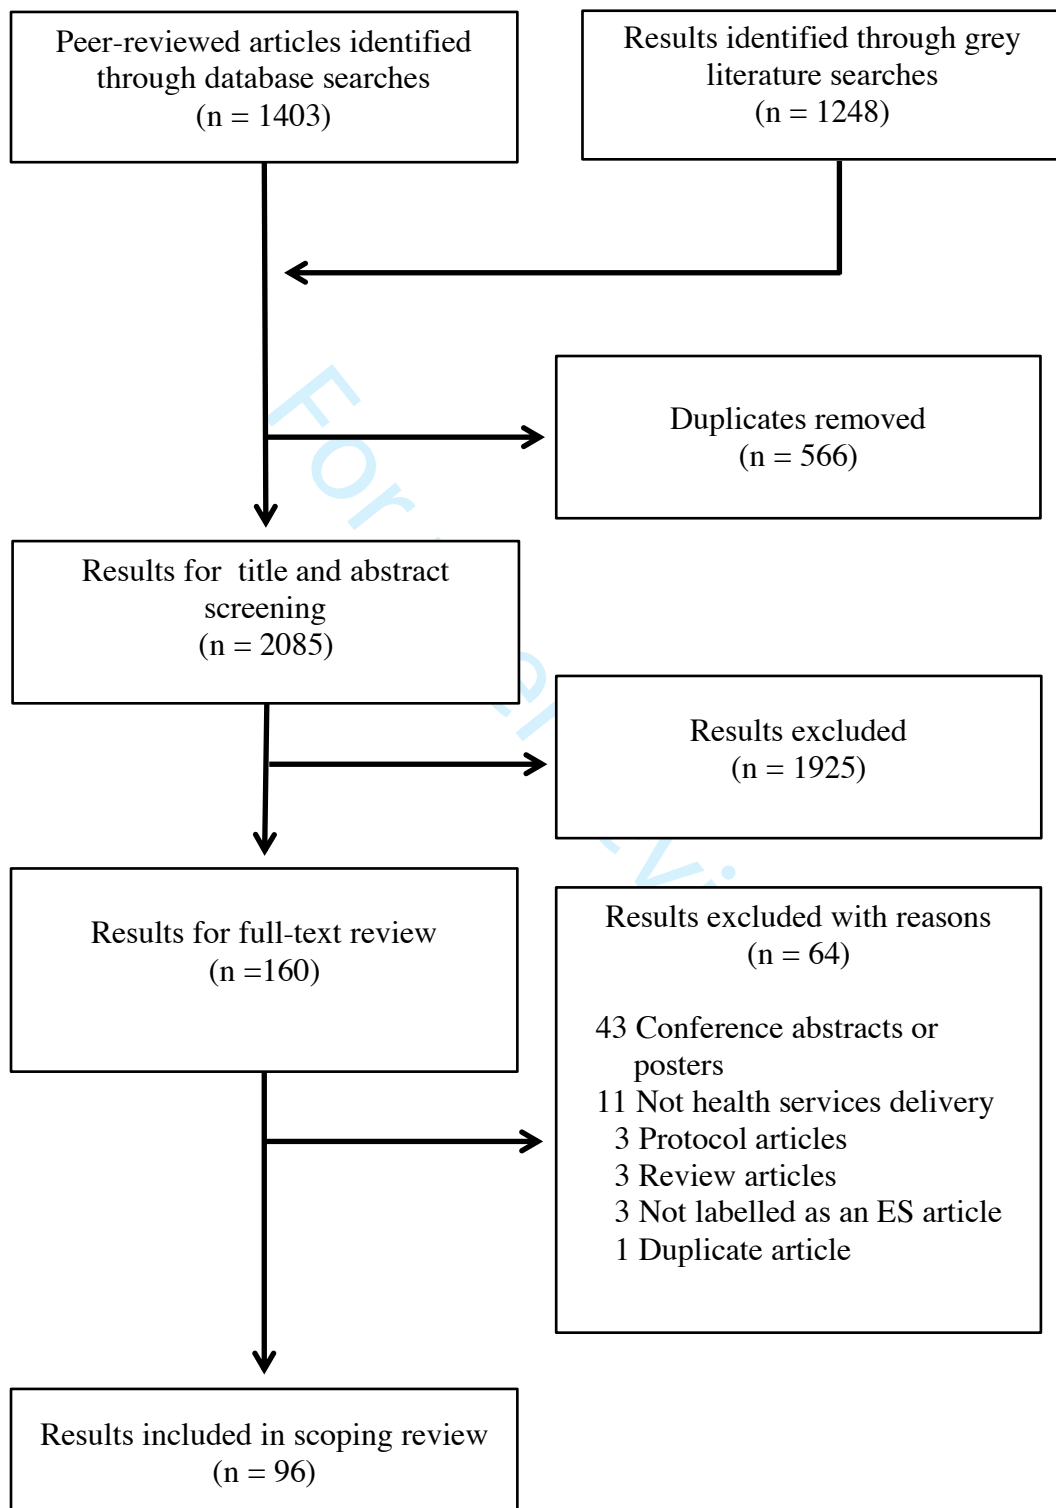 Peer-reviewed articles identified
through database searches
(n = 1403)
Results identified through grey
literature searches
(n = 1248)
Duplicates removed
(n = 566)
Results for  title and abstract
screening
(n = 2085)
Results excluded
(n = 1925)
Results for full-text review
(n =160)
Results excluded with reasons
(n = 64)
43 Conference abstracts or
posters
11 Not health services delivery
3 Protocol articles
3 Review articles
3 Not labelled as an ES article
1 Duplicate article
Results included in scoping review
(n = 96)
For